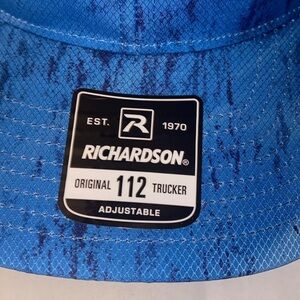 EST. R 1970
RICHARDSON®
ORIGINAL 112 TRUCKER
ADJUSTABLE